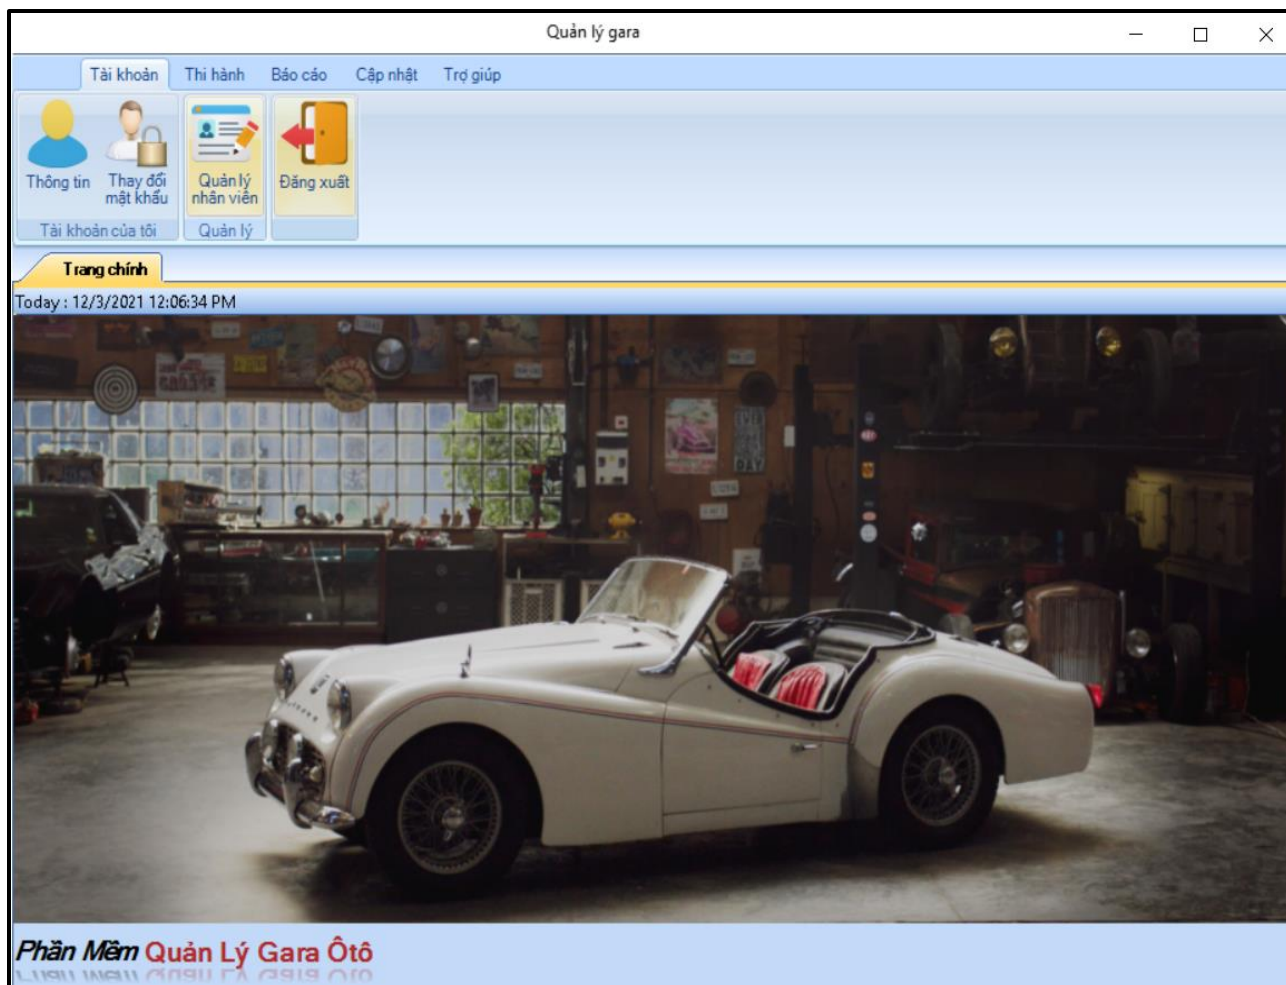 Quản lý gara
Tài khoản Thi hành Báo cáo Cập nhật Trợ giúp
Thông tin Thay đổi mật khẩu Quản lý nhân viên Đăng xuất
Tài khoản của tôi Quản lý
Trang chính
Today : 12/3/2021 12:06:34 PM
GARAGE
DAY
Phần Mềm Quản Lý Gara Ôtô